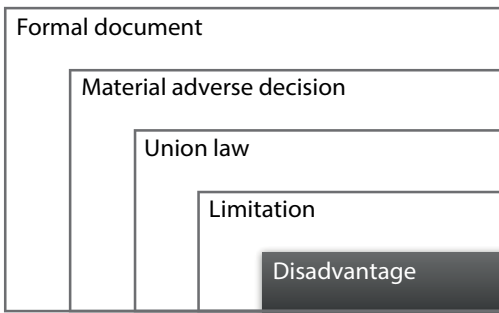 Formal document
Material adverse decision
Union law
Limitation
Disadvantage